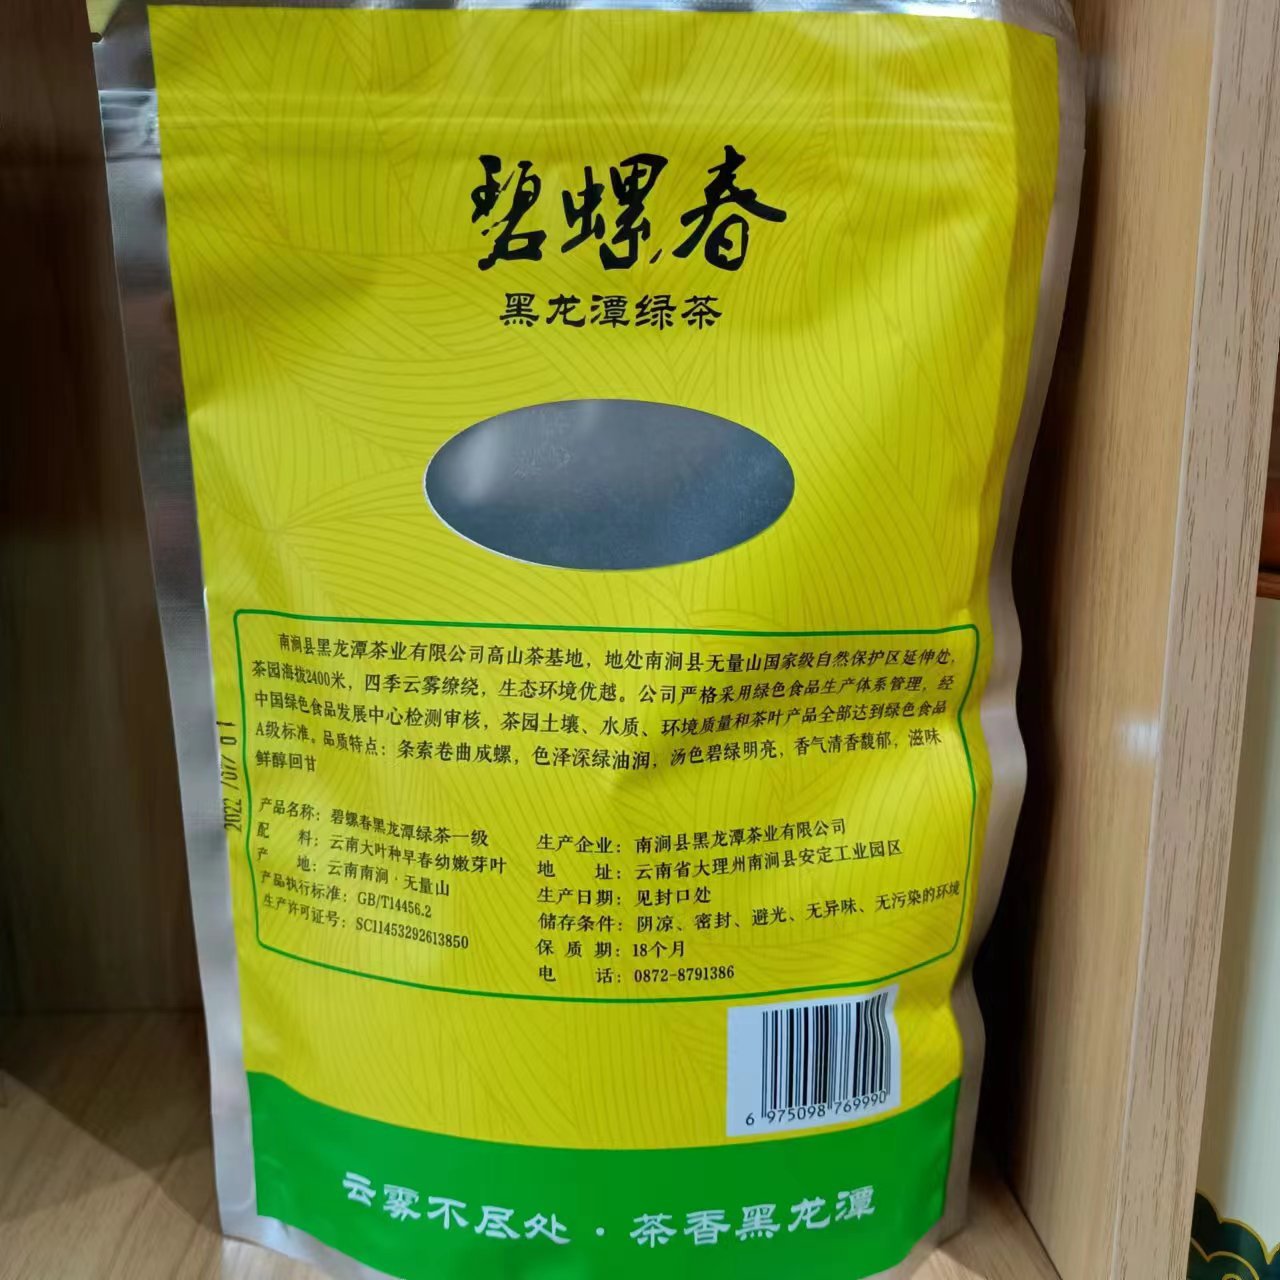 碧螺春
黑龙潭绿茶
南涧县黑龙潭茶业有限公司高山茶基地，地处南涧县无量山国家级自然保护区延伸处，
茶园海拔2400米，四季云雾缭绕，生态环境优越。公司严格采用绿色食品生产体系管理，经
中国绿色食品发展中心检测审核，茶园土壤、水质、环境质量和茶叶产品全部达到绿色食品
A级标准。品质特点：条索卷曲成螺，色泽深绿油润，汤色碧绿明亮，香气清香馥郁，滋味
鲜醇回甘
产品名称：碧螺春黑龙潭绿茶一级
配 料：云南大叶种早春幼嫩芽叶
产 地：云南南涧·无量山
产品执行标准：GB/T14456.2
生产许可证号：SC11453292613850
生产企业：南涧县黑龙潭茶业有限公司
地 址：云南省大理州南涧县安定工业园区
生产日期：见封口处
储存条件：阴凉、密封、避光、无异味、无污染的环境
保 质 期：18个月
电 话：0872-8791386
6 975098 769990
云雾不尽处·茶香黑龙潭